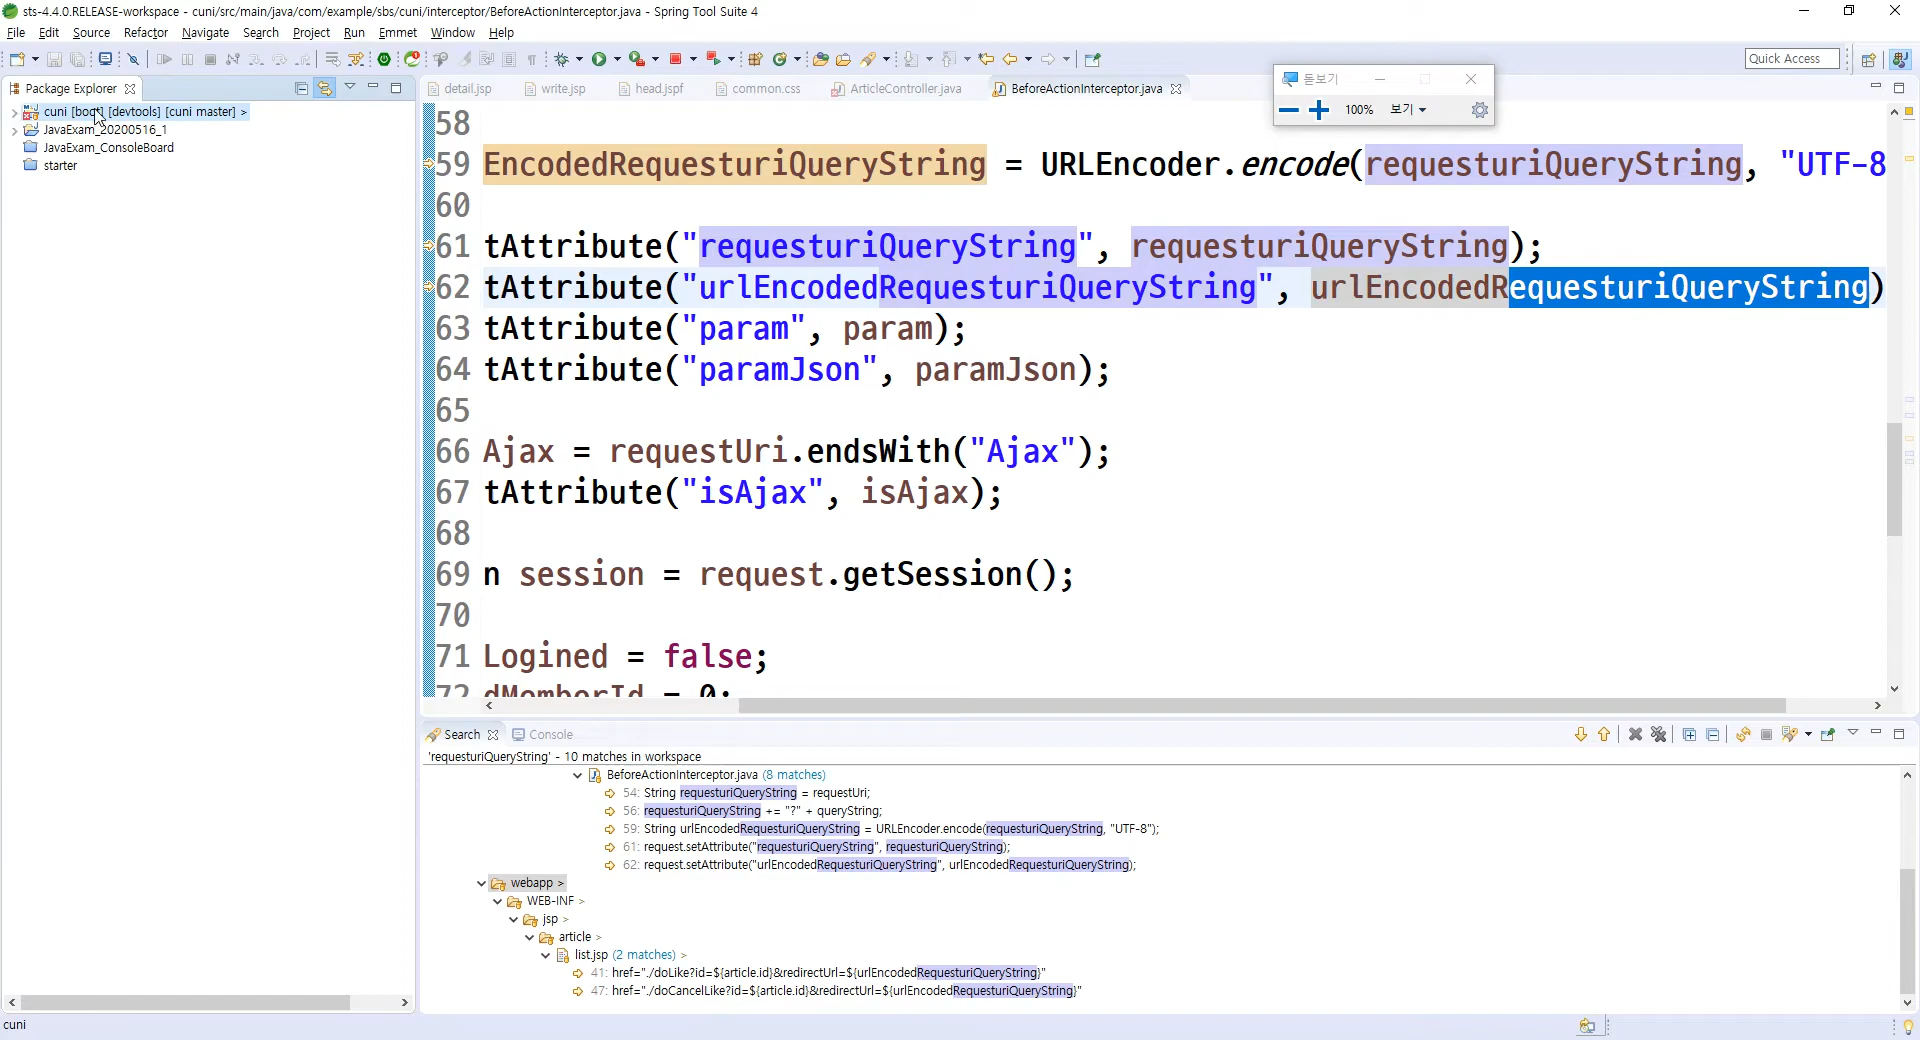 sts-4.4.0.RELEASE-workspace - cuni/src/main/java/com/example/sbs/cuni/interceptor/BeforeActionInterceptor.java - Spring Tool Suite 4
File Edit Source Refactor Navigate Search Project Run Emmet Window Help
Quick Access
Package Explorer
cuni [boot] [devtools] [cuni master] >
JavaExam_20200516_1
JavaExam_ConsoleBoard
starter
detail.jsp write.jsp head.jspf common.css ArticleController.java BeforeActionInterceptor.java
돋보기
100% 보기
58
59 EncodedRequesturiQueryString = URLEncoder.encode(requesturiQueryString, "UTF-8
60
61 tAttribute("requesturiQueryString", requesturiQueryString);
62 tAttribute("urlEncodedRequesturiQueryString", urlEncodedRequesturiQueryString)
63 tAttribute("param", param);
64 tAttribute("paramJson", paramJson);
65
66 Ajax = requestUri.endsWith("Ajax");
67 tAttribute("isAjax", isAjax);
68
69 n session = request.getSession();
70
71 Logined = false;
72 dMemberId = 0;
Search Console
'requesturiQueryString' - 10 matches in workspace
BeforeActionInterceptor.java (8 matches)
54: String requesturiQueryString = requestUri;
56: requesturiQueryString += "?" + queryString;
59: String urlEncodedRequesturiQueryString = URLEncoder.encode(requesturiQueryString, "UTF-8");
61: request.setAttribute("requesturiQueryString", requesturiQueryString);
62: request.setAttribute("urlEncodedRequesturiQueryString", urlEncodedRequesturiQueryString);
webapp >
WEB-INF >
jsp >
article >
list.jsp (2 matches) >
41: href="./doLike?id=${article.id}&redirectUrl=${urlEncodedRequesturiQueryString}"
47: href="./doCancelLike?id=${article.id}&redirectUrl=${urlEncodedRequesturiQueryString}"
cuni